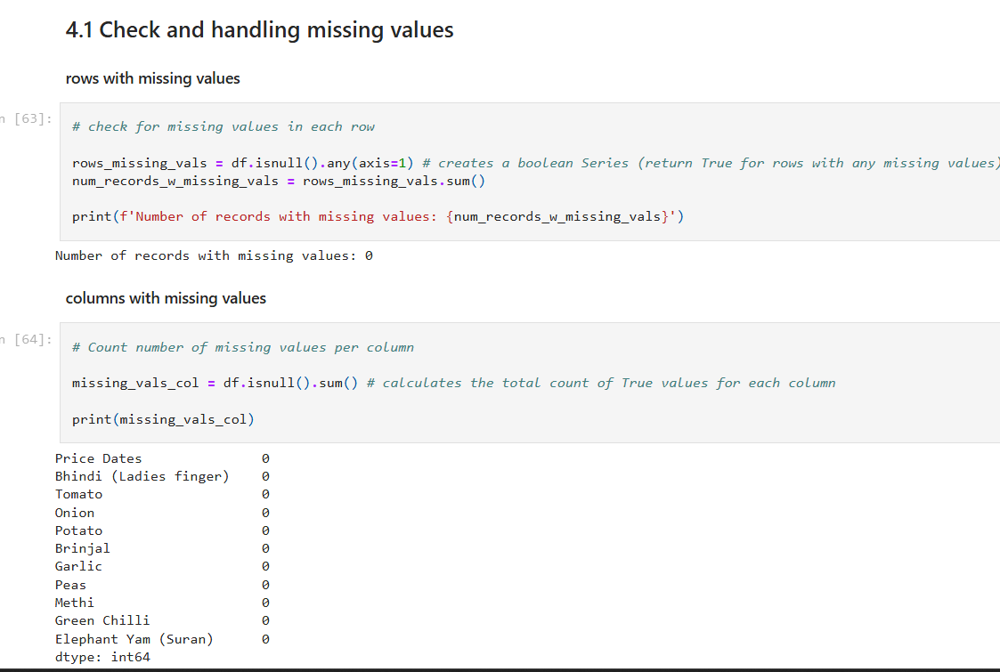 4.1 Check and handling missing values
rows with missing values
n [63]:
# check for missing values in each row
rows_missing_vals = df.isnull().any(axis=1) # creates a boolean Series (return True for rows with any missing values)
num_records_w_missing_vals = rows_missing_vals.sum()
print(f'Number of records with missing values: {num_records_w_missing_vals}')
Number of records with missing values: 0
columns with missing values
n [64]:
# Count number of missing values per column
missing_vals_col = df.isnull().sum() # calculates the total count of True values for each column
print(missing_vals_col)
Price Dates 0
Bhindi (Ladies finger) 0
Tomato 0
Onion 0
Potato 0
Brinjal 0
Garlic 0
Peas 0
Methi 0
Green Chilli 0
Elephant Yam (Suran) 0
dtype: int64